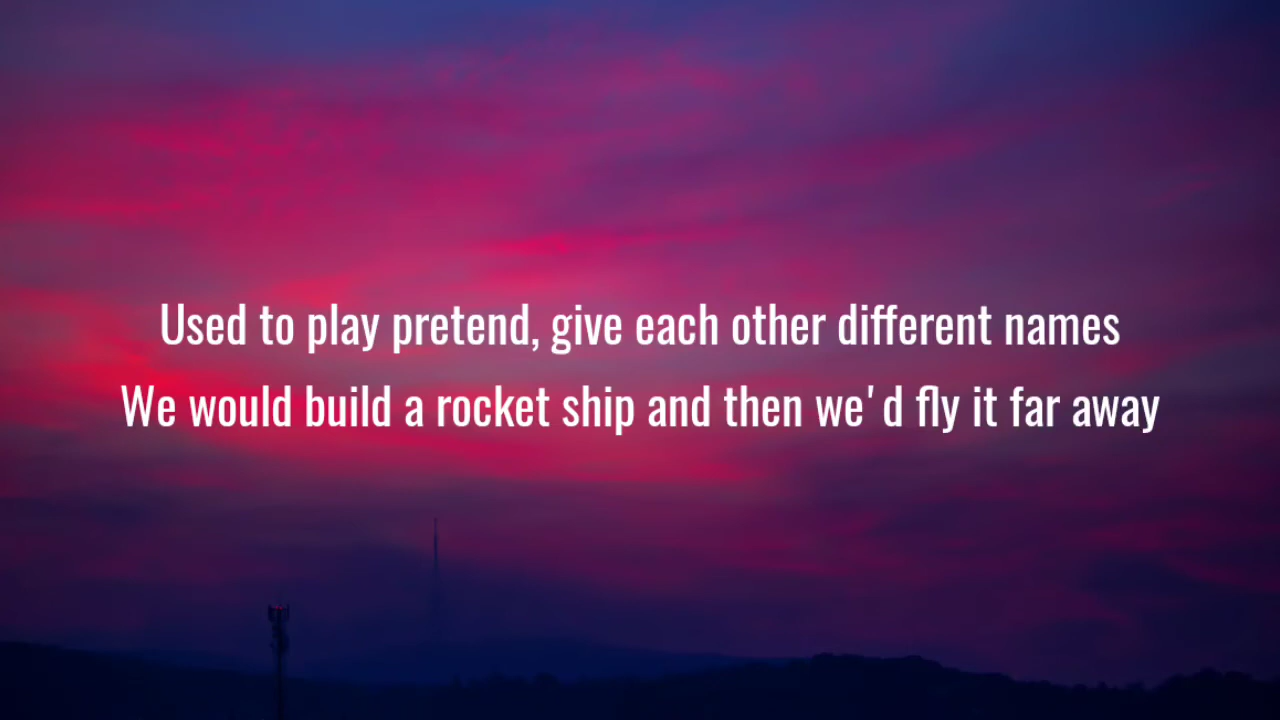 Used to play pretend, give each other different names
We would build a rocket ship and then we'd fly it far away